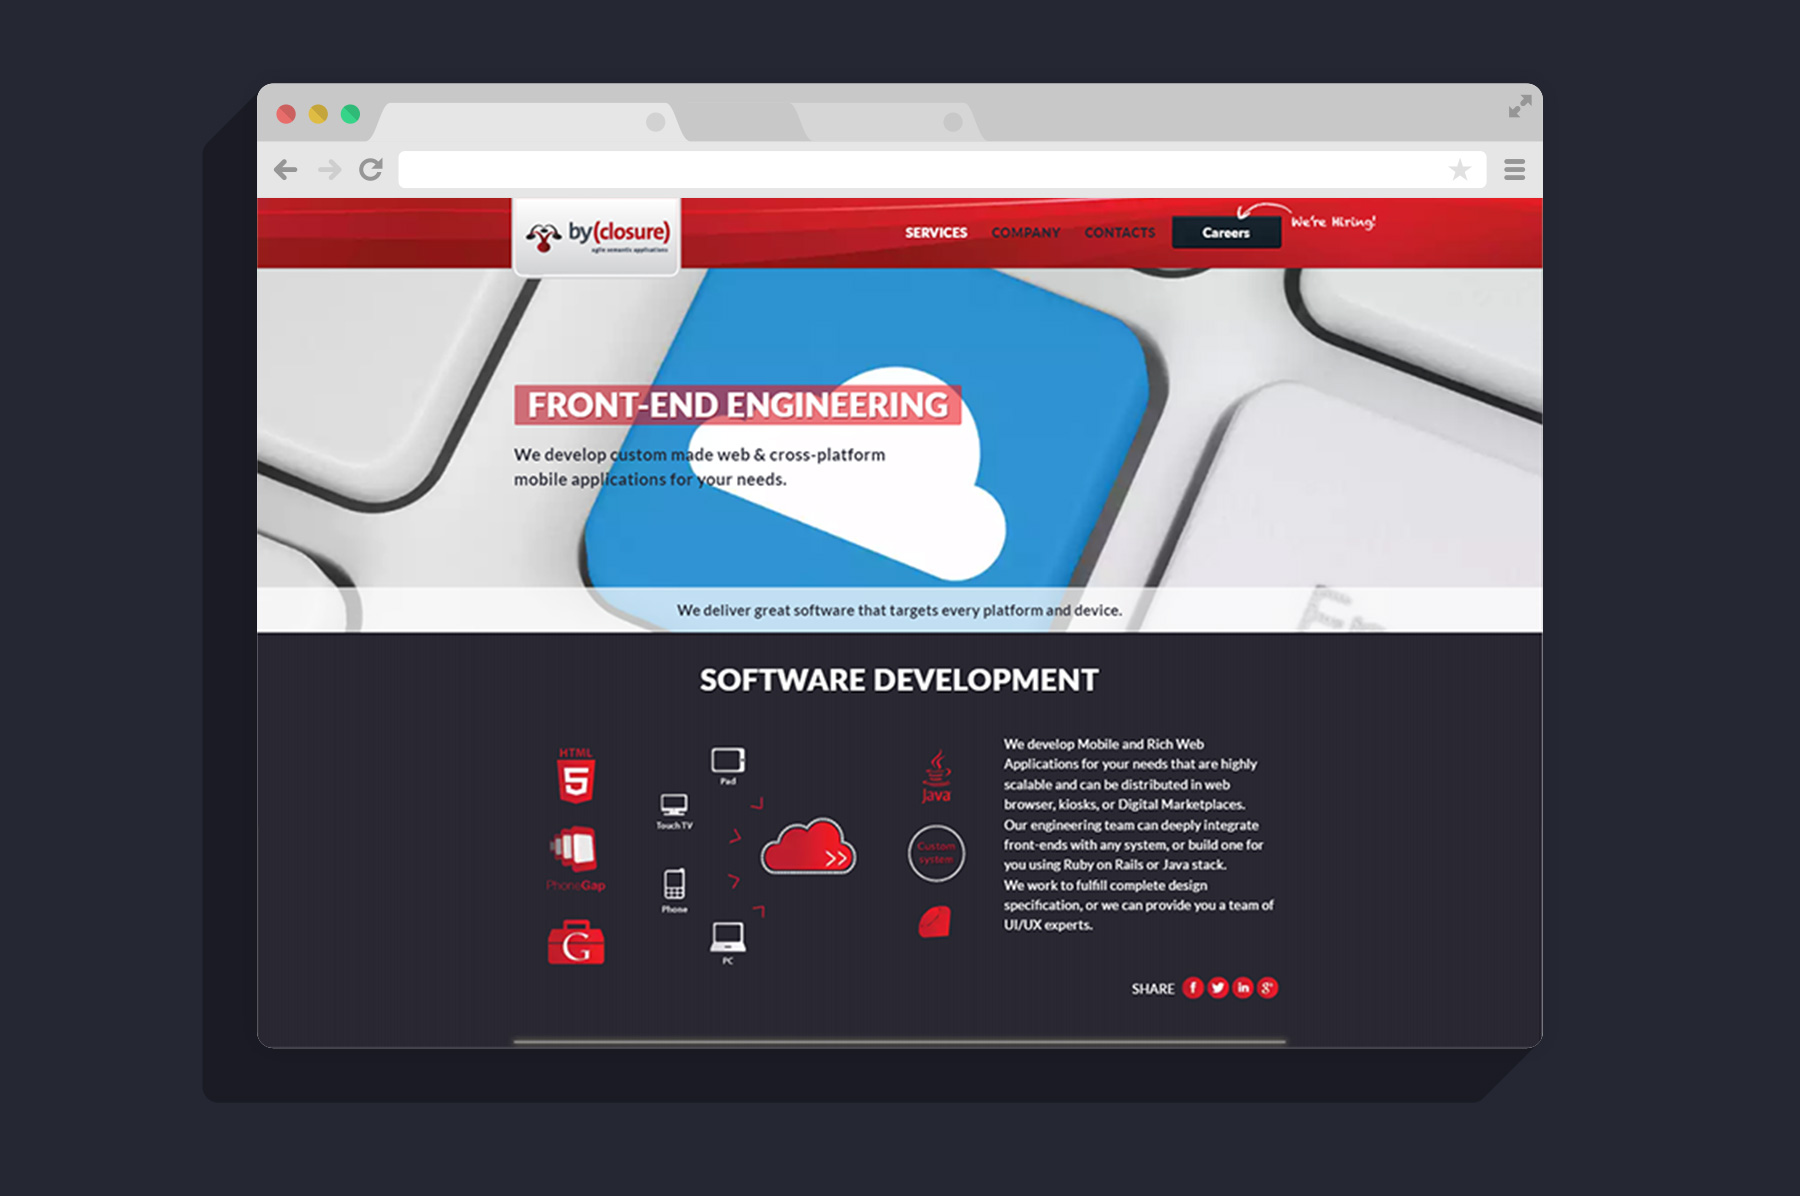 by(closure)
agile semantic applications
SERVICES COMPANY CONTACTS Careers We're Hiring!
FRONT-END ENGINEERING
We develop custom made web & cross-platform
mobile applications for your needs.
We deliver great software that targets every platform and device.
SOFTWARE DEVELOPMENT
HTML
5
PhoneGap
G
Pad
Touch TV
Phone
PC
Java
Custom
system
We develop Mobile and Rich Web
Applications for your needs that are highly
scalable and can be distributed in web
browser, kiosks, or Digital Marketplaces.
Our engineering team can deeply integrate
front-ends with any system, or build one for
you using Ruby on Rails or Java stack.
We work to fulfill complete design
specification, or we can provide you a team of
UI/UX experts.
SHARE f in g+